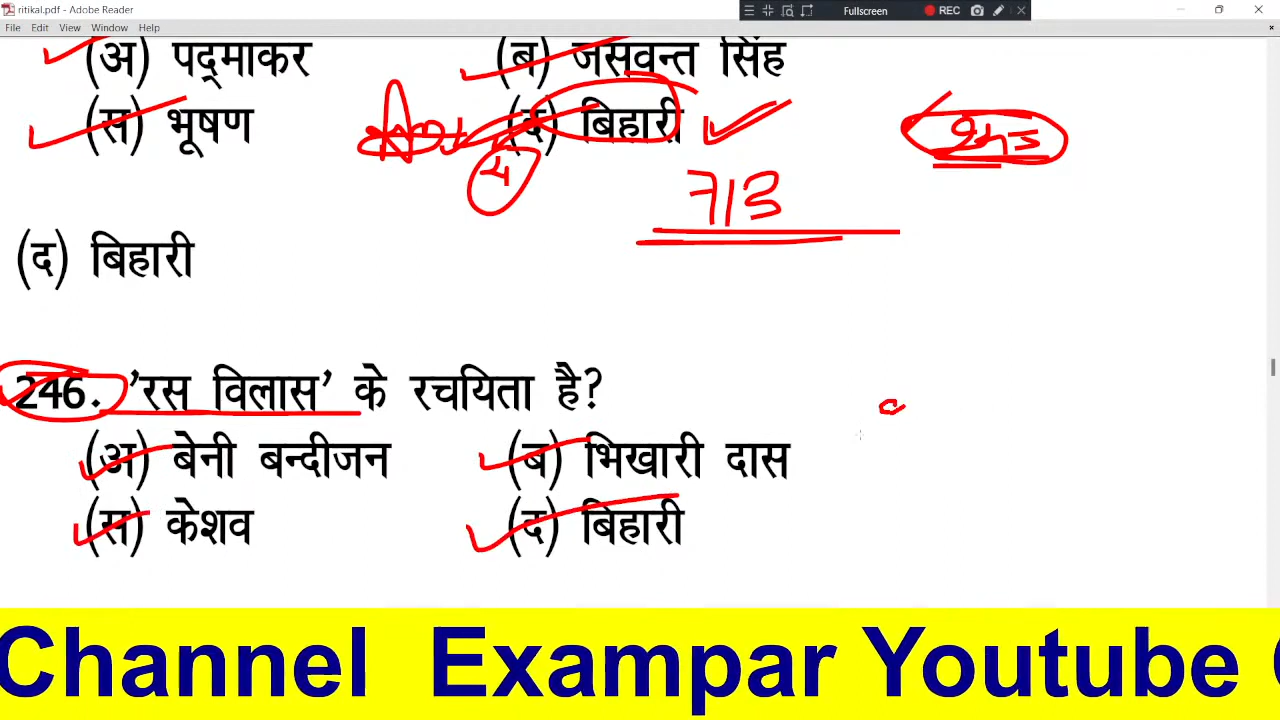 ritikal.pdf - Adobe Reader
Fullscreen REC
File Edit View Window Help
(अ) पद्माकर (ब) जसवन्त सिंह
(स) भूषण (द) बिहारी
713
(द) बिहारी
246. 'रस विलास' के रचयिता है?
(अ) बेनी बन्दीजन (ब) भिखारी दास
(स) केशव (द) बिहारी
Channel Exampar Youtube